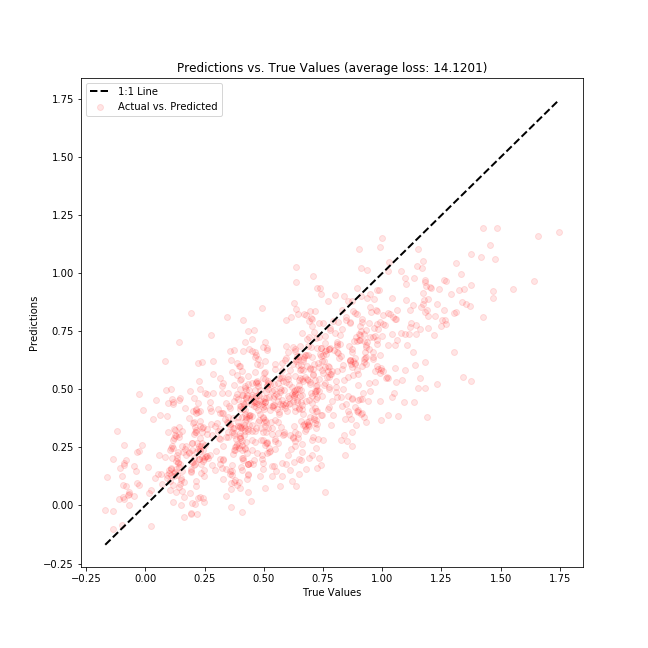 Predictions vs. True Values (average loss: 14.1201)
1:1 Line
Actual vs. Predicted
1.75
1.50
1.25
1.00
0.75
0.50
0.25
0.00
−0.25
Predictions
−0.25 0.00 0.25 0.50 0.75 1.00 1.25 1.50 1.75
True Values